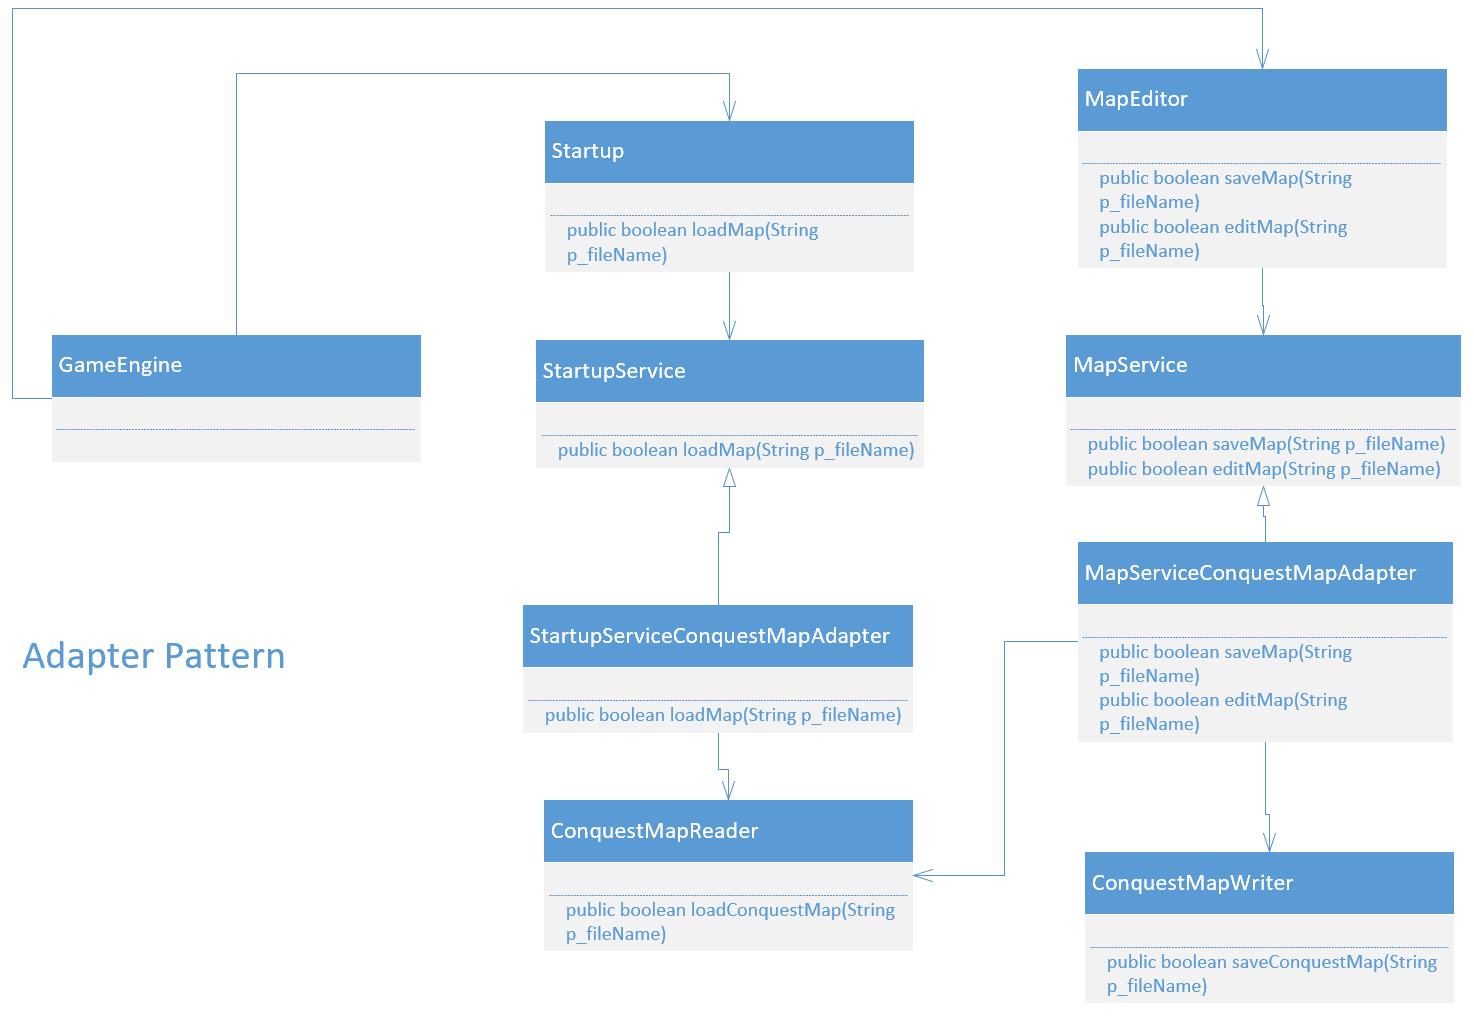 MapEditor
public boolean saveMap(String
p_fileName)
public boolean editMap(String
p_fileName)
Startup
public boolean loadMap(String
p_fileName)
GameEngine
StartupService
public boolean loadMap(String p_fileName)
MapService
public boolean saveMap(String p_fileName)
public boolean editMap(String p_fileName)
Adapter Pattern
StartupServiceConquestMapAdapter
public boolean loadMap(String p_fileName)
MapServiceConquestMapAdapter
public boolean saveMap(String
p_fileName)
public boolean editMap(String
p_fileName)
ConquestMapReader
public boolean loadConquestMap(String
p_fileName)
ConquestMapWriter
public boolean saveConquestMap(String
p_fileName)